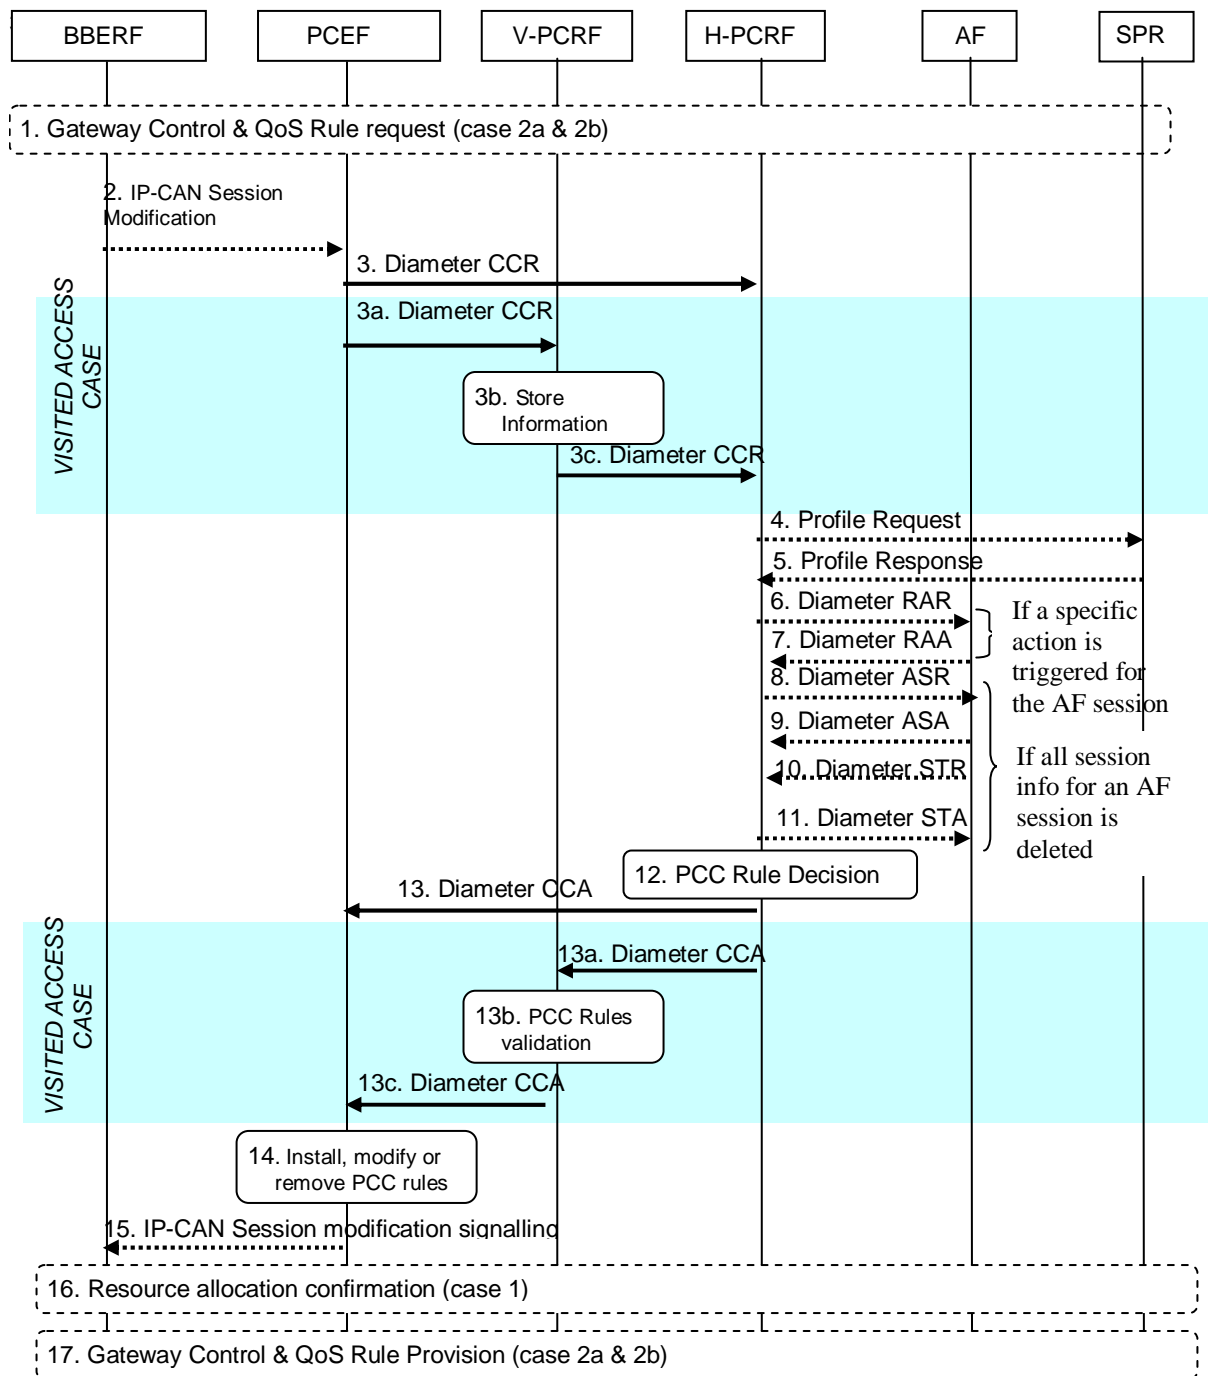 BBERF
PCEF
V-PCRF
H-PCRF
AF
SPR
1. Gateway Control & QoS Rule request (case 2a & 2b)
2. IP-CAN Session
Modification
3. Diameter CCR
VISITED ACCESS
CASE
3a. Diameter CCR
3b. Store
Information
3c. Diameter CCR
4. Profile Request
5. Profile Response
6. Diameter RAR
7. Diameter RAA
If a specific
action is
triggered for
the AF session
8. Diameter ASR
9. Diameter ASA
10. Diameter STR
11. Diameter STA
If all session
info for an AF
session is
deleted
12. PCC Rule Decision
13. Diameter CCA
VISITED ACCESS
CASE
13a. Diameter CCA
13b. PCC Rules
validation
13c. Diameter CCA
14. Install, modify or
remove PCC rules
15. IP-CAN Session modification signalling
16. Resource allocation confirmation (case 1)
17. Gateway Control & QoS Rule Provision (case 2a & 2b)